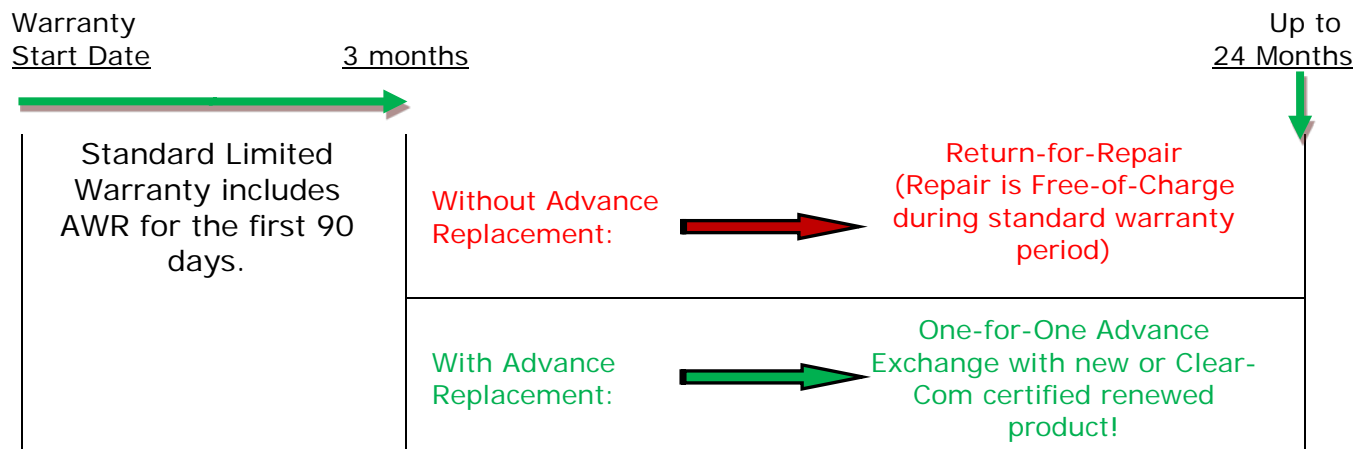 Warranty
Start Date
3 months
Up to
24 Months
Standard Limited
Warranty includes
AWR for the first 90
days.
Without Advance
Replacement:
Return-for-Repair
(Repair is Free-of-Charge
during standard warranty
period)
With Advance
Replacement:
One-for-One Advance
Exchange with new or Clear-
Com certified renewed
product!